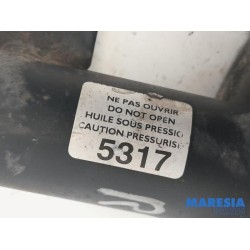 NE PAS OUVRIR
DO NOT OPEN
HUILE SOUS PRESSIO
CAUTION PRESSURIS
5317
MARESIA